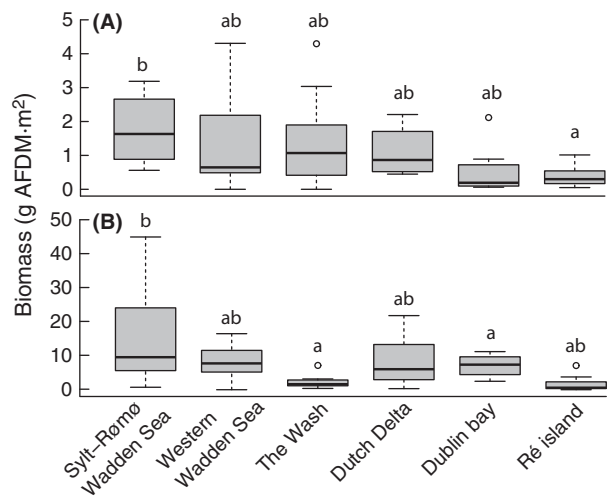 (A)
ab
ab
b
ab
ab
a
5
4
3
2
1
0
Biomass (g AFDM·m²)
(B)
b
ab
a
ab
a
ab
50
40
30
20
10
0
Sylt–Rømø
Wadden Sea
Western
Wadden Sea
The Wash
Dutch Delta
Dublin bay
Ré island